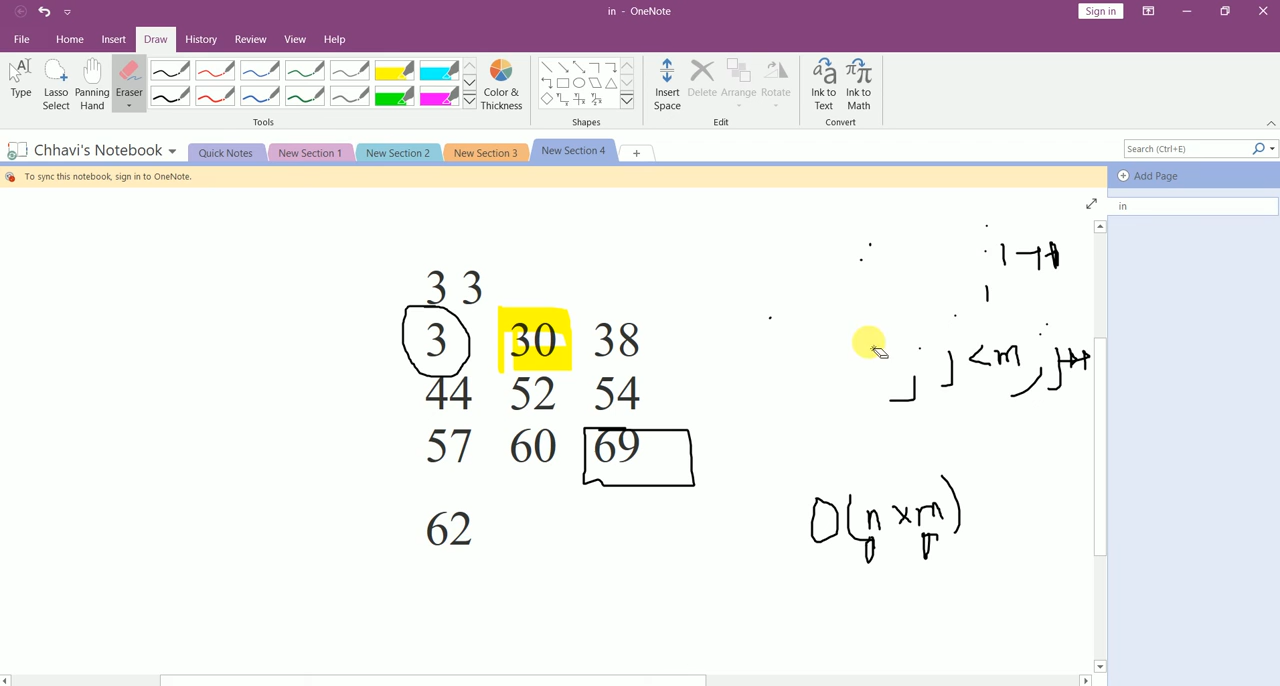 in - OneNote
Sign in
File Home Insert Draw History Review View Help
Type Lasso Select Panning Hand Eraser Color & Thickness Insert Space Delete Arrange Rotate Ink to Text Ink to Math
Tools Shapes Edit Convert
Chhavi's Notebook Quick Notes New Section 1 New Section 2 New Section 3 New Section 4 Search (Ctrl+E)
To sync this notebook, sign in to OneNote. Add Page
in
3 3
3 30 38
44 52 54
57 60 69
62
j j<m, j++
O(n×m)